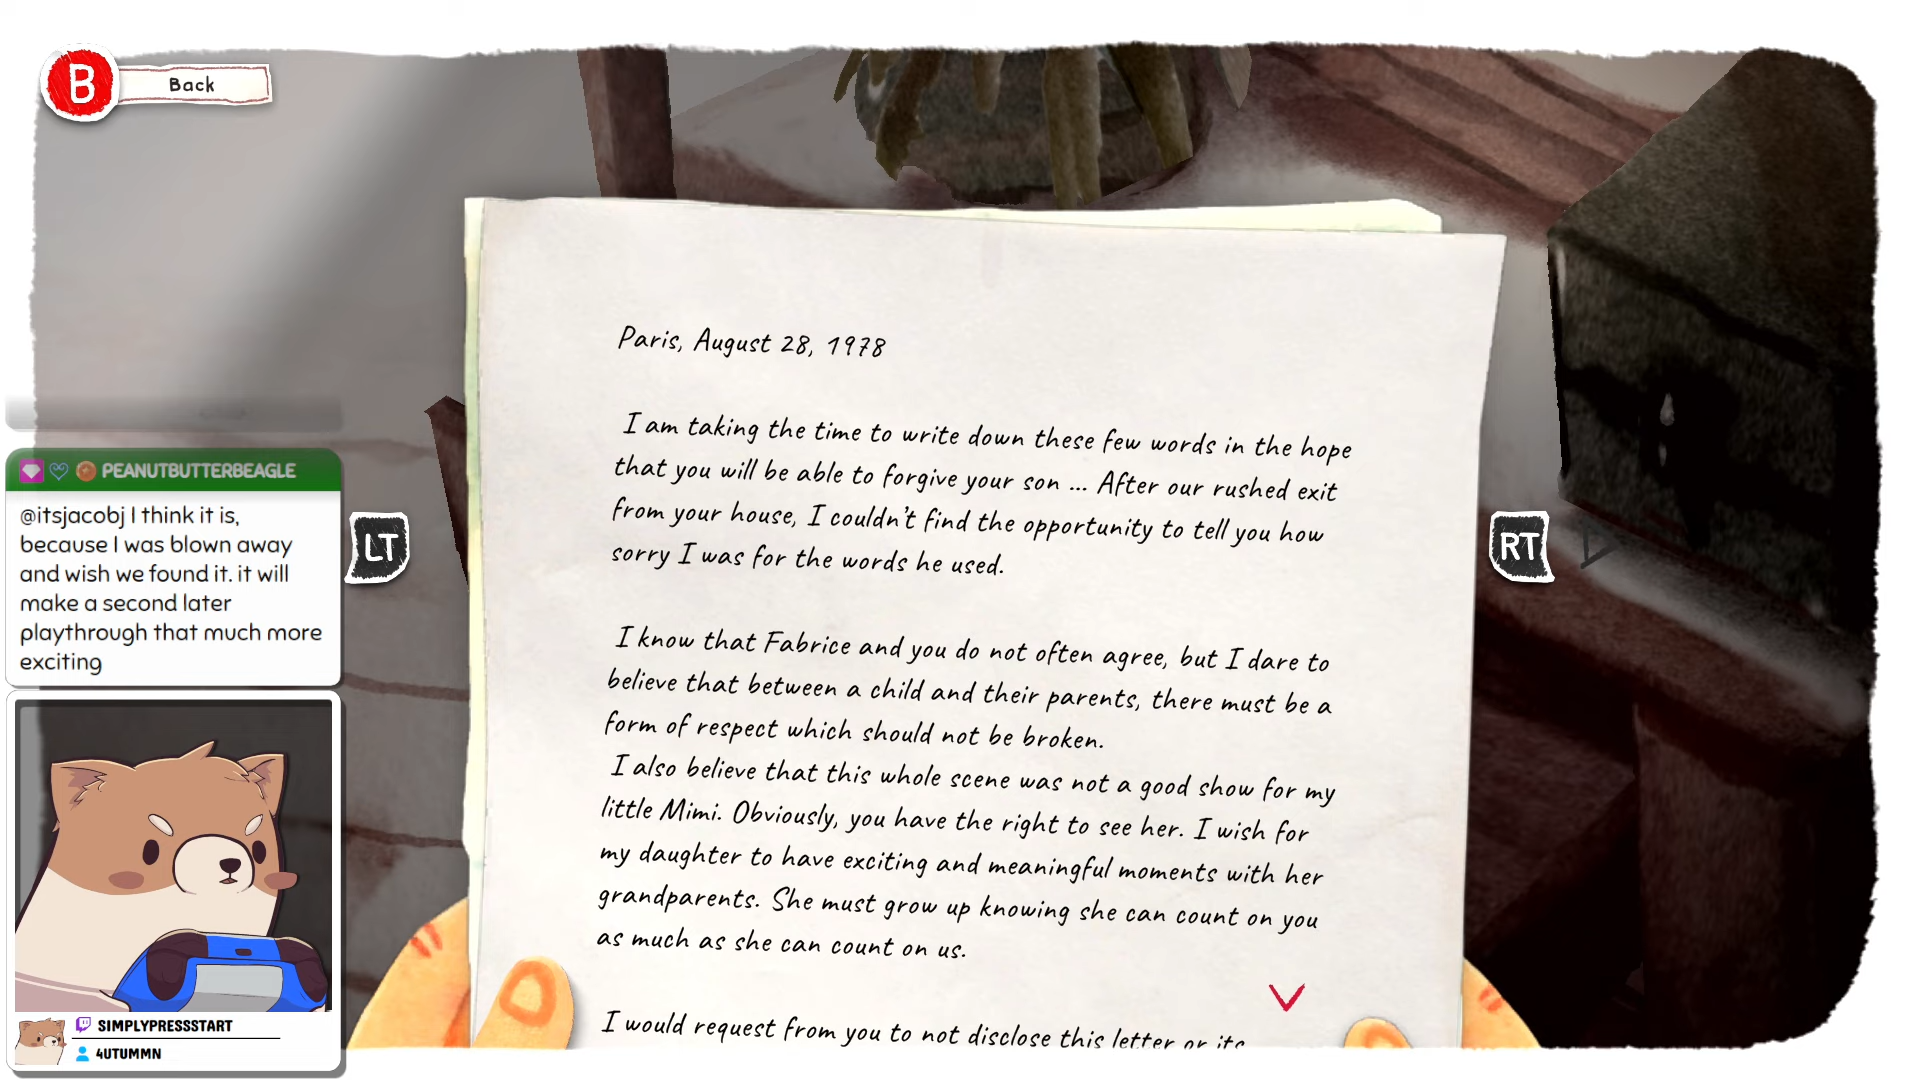 B
Back
Paris, August 28, 1978
I am taking the time to write down these few words in the hope
that you will be able to forgive your son ... After our rushed exit
from your house, I couldn't find the opportunity to tell you how
sorry I was for the words he used.
I know that Fabrice and you do not often agree, but I dare to
believe that between a child and their parents, there must be a
form of respect which should not be broken.
I also believe that this whole scene was not a good show for my
little Mimi. Obviously, you have the right to see her. I wish for
my daughter to have exciting and meaningful moments with her
grandparents. She must grow up knowing she can count on you
as much as she can count on us.
I would request from you to not disclose this letter or its
LT
RT
PEANUTBUTTERBEAGLE
@itsjacobj I think it is,
because I was blown away
and wish we found it. it will
make a second later
playthrough that much more
exciting
SIMPLYPRESSSTART
4UTUMMN